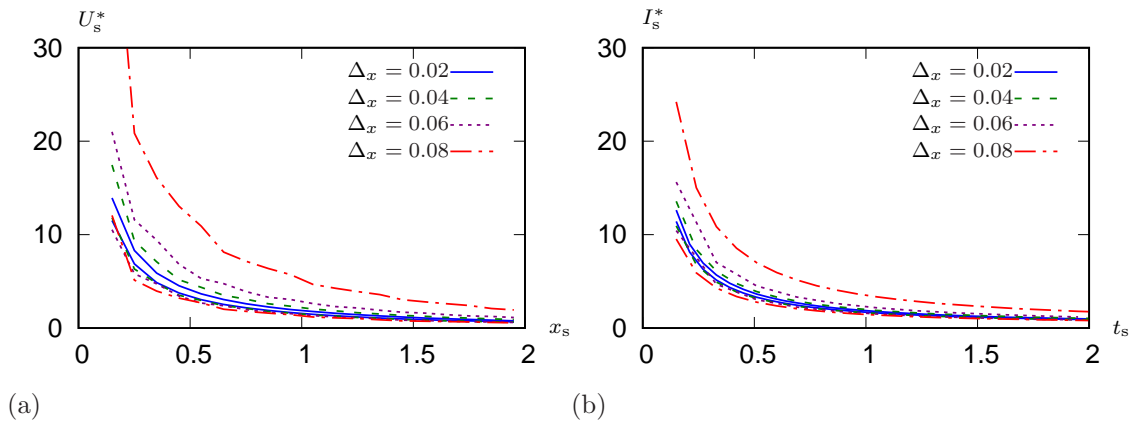 U*s
30
20
10
0
0 0.5 1 1.5 2
xs
Δx = 0.02
Δx = 0.04
Δx = 0.06
Δx = 0.08
(a)
I*s
30
20
10
0
0 0.5 1 1.5 2
ts
Δx = 0.02
Δx = 0.04
Δx = 0.06
Δx = 0.08
(b)